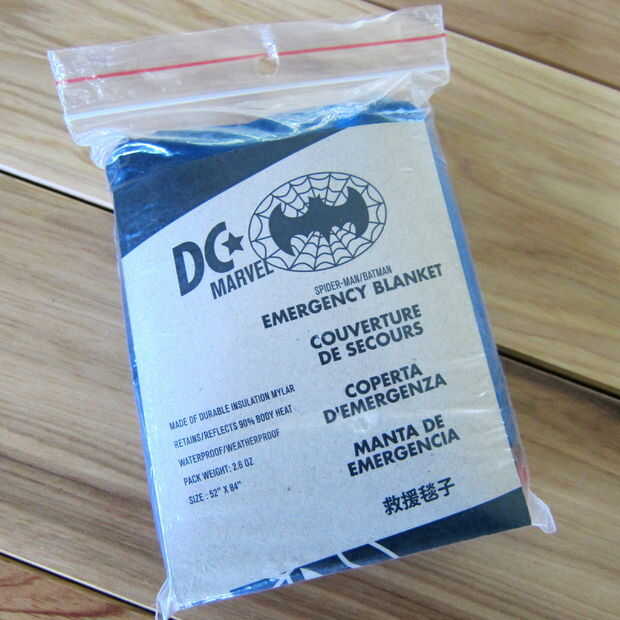 DC
MARVEL
SPIDER-MAN/BATMAN
EMERGENCY BLANKET
COUVERTURE
DE SECOURS
COPERTA
D'EMERGENZA
MANTA DE
EMERGENCIA
救援毯子
MADE OF DURABLE INSULATION MYLAR
RETAINS/REFLECTS 90% BODY HEAT
WATERPROOF/WEATHERPROOF
PACK WEIGHT: 2.6 OZ
SIZE : 52" X 84"